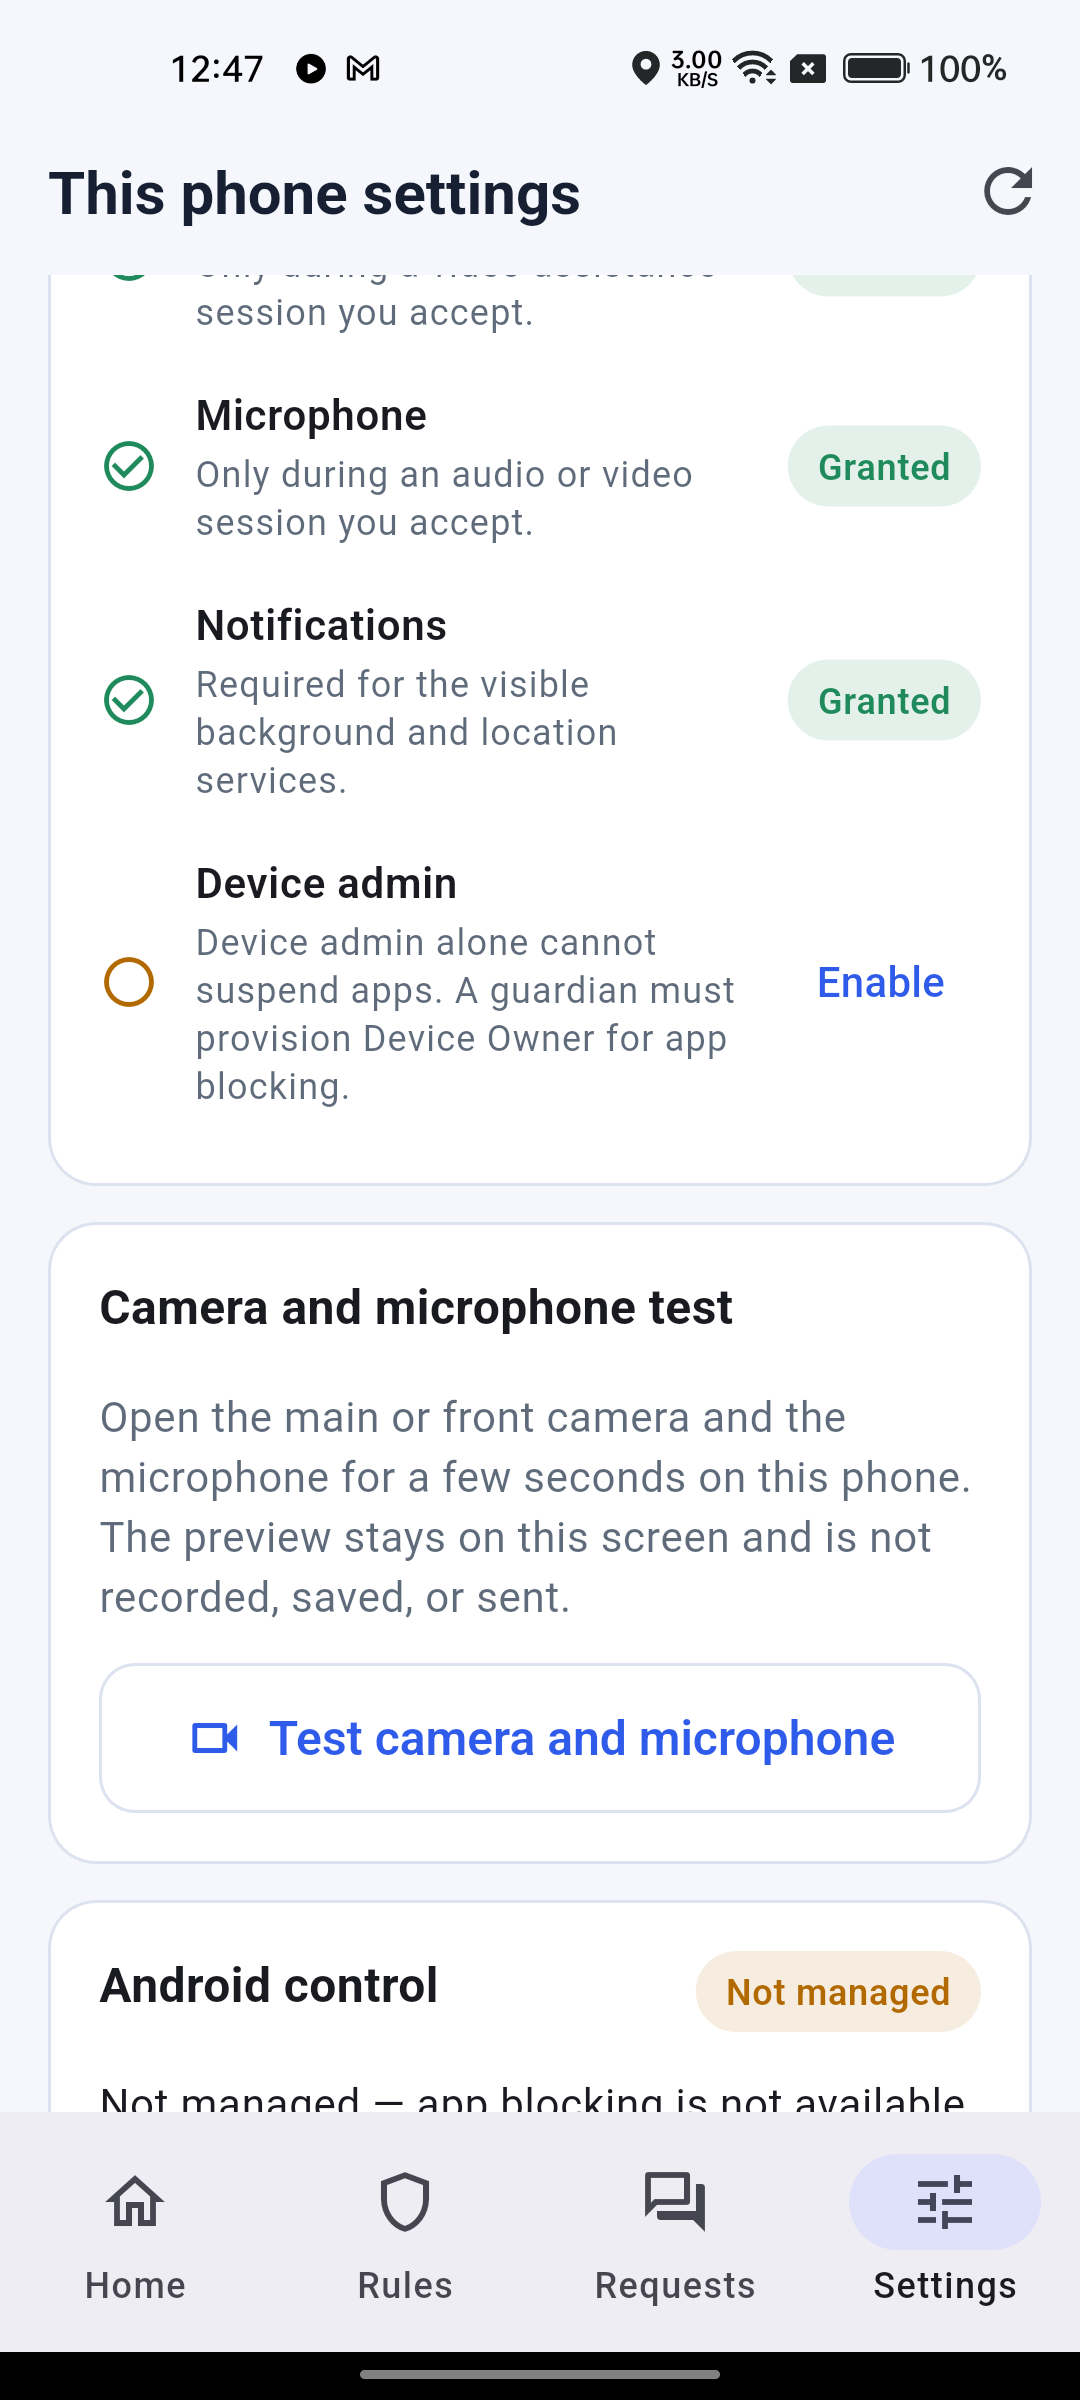 12:47
3.00
KB/S
100%
This phone settings
Only during a video assistance
session you accept.
Microphone
Only during an audio or video
session you accept.
Granted
Notifications
Required for the visible
background and location
services.
Granted
Device admin
Device admin alone cannot
suspend apps. A guardian must
provision Device Owner for app
blocking.
Enable
Camera and microphone test
Open the main or front camera and the
microphone for a few seconds on this phone.
The preview stays on this screen and is not
recorded, saved, or sent.
Test camera and microphone
Android control
Not managed
Not managed — app blocking is not available
Home
Rules
Requests
Settings